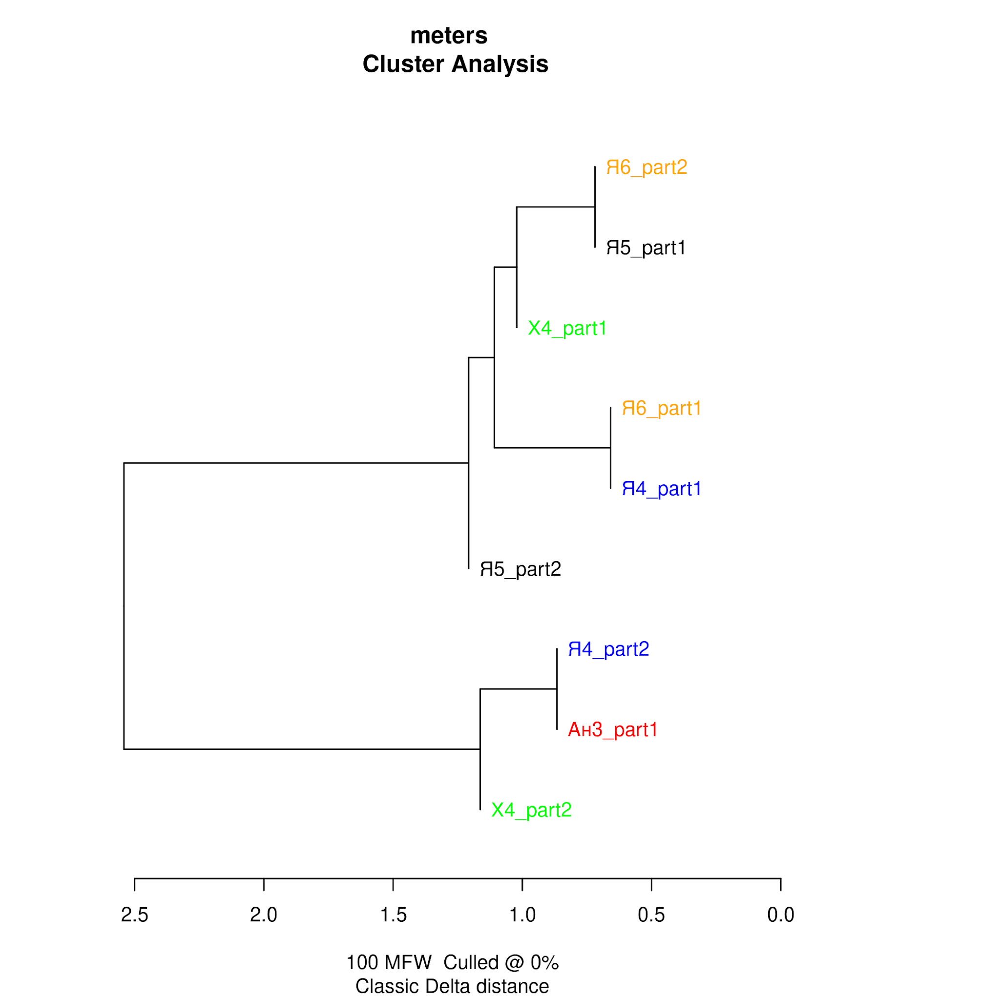 meters
Cluster Analysis
Я6_part2
Я5_part1
Х4_part1
Я6_part1
Я4_part1
Я5_part2
Я4_part2
Ан3_part1
Х4_part2
2.5 2.0 1.5 1.0 0.5 0.0
100 MFW Culled @ 0%
Classic Delta distance